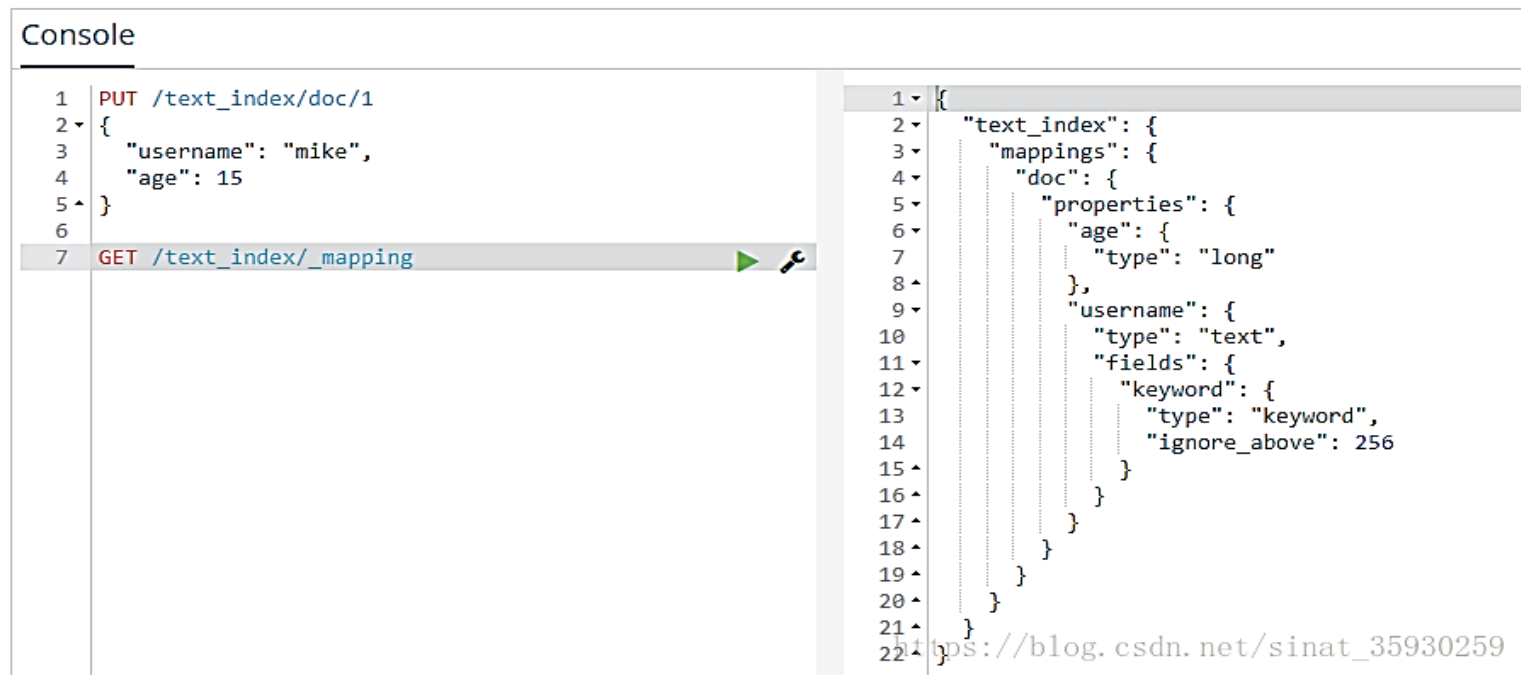 Console
1 PUT /text_index/doc/1
2 {
3 "username": "mike",
4 "age": 15
5 }
6
7 GET /text_index/_mapping
1 {
2 "text_index": {
3 "mappings": {
4 "doc": {
5 "properties": {
6 "age": {
7 "type": "long"
8 },
9 "username": {
10 "type": "text",
11 "fields": {
12 "keyword": {
13 "type": "keyword",
14 "ignore_above": 256
15 }
16 }
17 }
18 }
19 }
20 }
21 }
22 }
https://blog.csdn.net/sinat_35930259